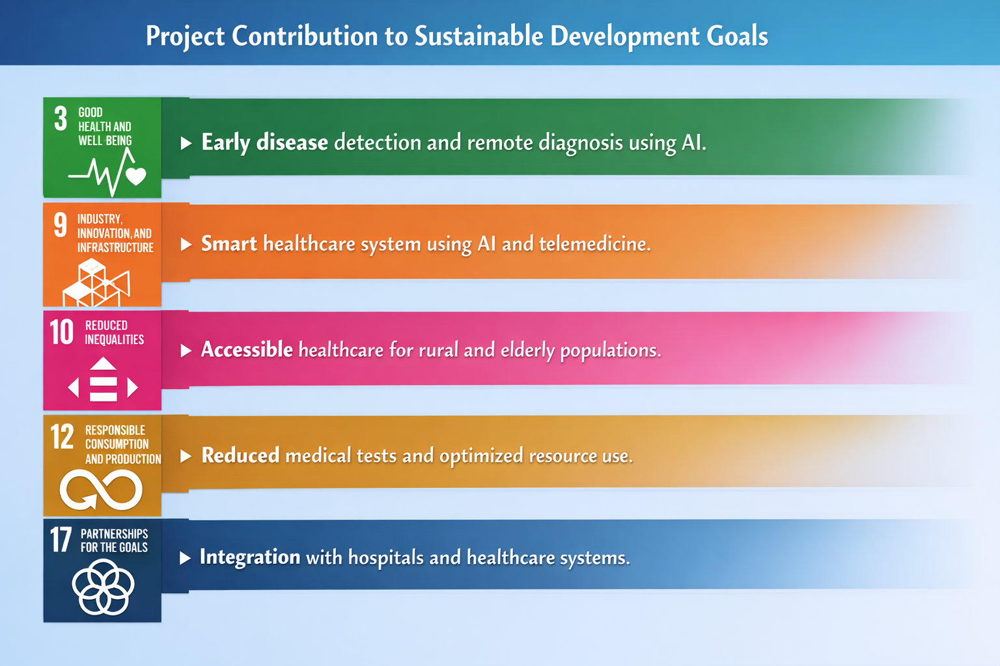 Project Contribution to Sustainable Development Goals
3 GOOD
HEALTH AND
WELL-BEING
▶ Early disease detection and remote diagnosis using AI.
9 INDUSTRY,
INNOVATION, AND
INFRASTRUCTURE
▶ Smart healthcare system using AI and telemedicine.
10 REDUCED
INEQUALITIES
▶ Accessible healthcare for rural and elderly populations.
12 RESPONSIBLE
CONSUMPTION
AND PRODUCTION
▶ Reduced medical tests and optimized resource use.
17 PARTNERSHIPS
FOR THE GOALS
▶ Integration with hospitals and healthcare systems.